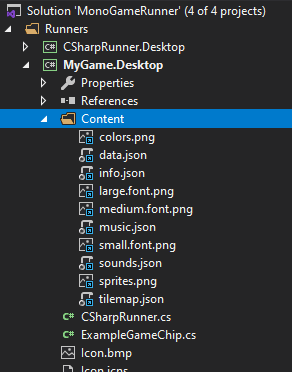 Solution 'MonoGameRunner' (4 of 4 projects)
Runners
C# CSharpRunner.Desktop
C# MyGame.Desktop
Properties
References
Content
colors.png
data.json
info.json
large.font.png
medium.font.png
music.json
small.font.png
sounds.json
sprites.png
tilemap.json
C# CSharpRunner.cs
C# ExampleGameChip.cs
Icon.bmp
Icon.icns